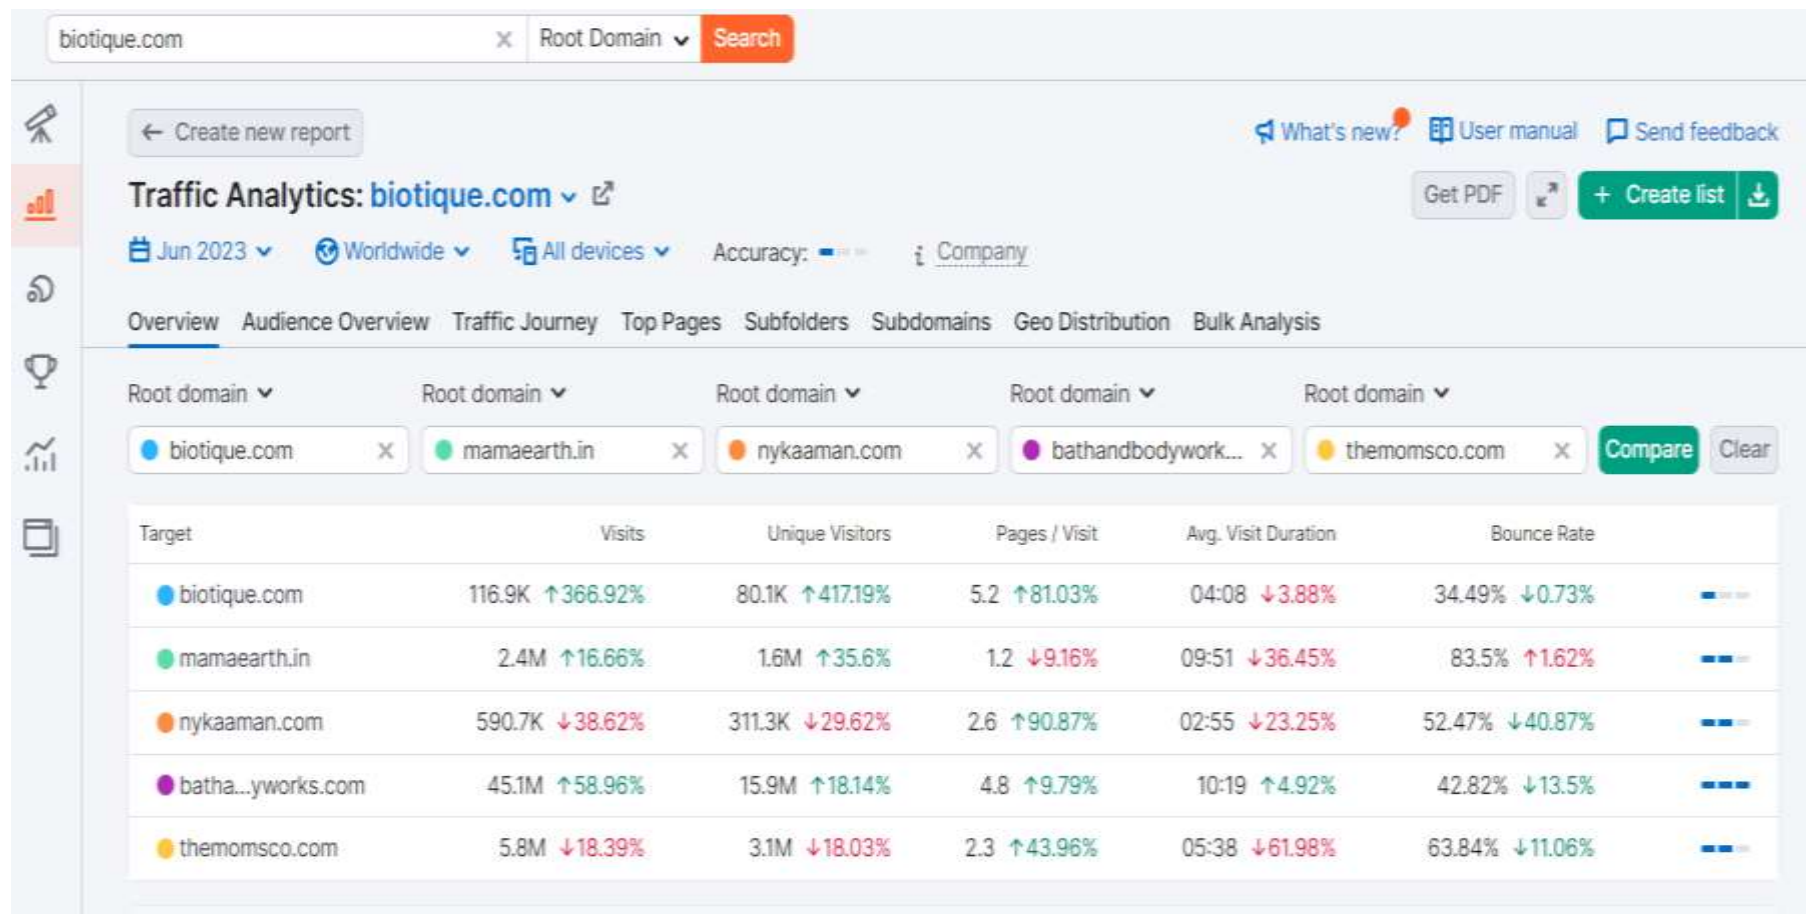 biotique.com Root Domain Search
Create new report What's new? User manual Send feedback
Traffic Analytics: biotique.com Get PDF + Create list
Jun 2023 Worldwide All devices Accuracy: i Company
Overview Audience Overview Traffic Journey Top Pages Subfolders Subdomains Geo Distribution Bulk Analysis
Root domain Root domain Root domain Root domain Root domain
biotique.com mamaearth.in nykaaman.com bathandbodywork... themomsco.com Compare Clear
Target Visits Unique Visitors Pages / Visit Avg. Visit Duration Bounce Rate
biotique.com 116.9K ↑366.92% 80.1K ↑417.19% 5.2 ↑81.03% 04:08 ↓3.88% 34.49% ↓0.73%
mamaearth.in 2.4M ↑16.66% 1.6M ↑35.6% 1.2 ↓9.16% 09:51 ↓36.45% 83.5% ↑1.62%
nykaaman.com 590.7K ↓38.62% 311.3K ↓29.62% 2.6 ↑90.87% 02:55 ↓23.25% 52.47% ↓40.87%
batha...yworks.com 45.1M ↑58.96% 15.9M ↑18.14% 4.8 ↑9.79% 10:19 ↑4.92% 42.82% ↓13.5%
themomsco.com 5.8M ↓18.39% 3.1M ↓18.03% 2.3 ↑43.96% 05:38 ↓61.98% 63.84% ↓11.06%